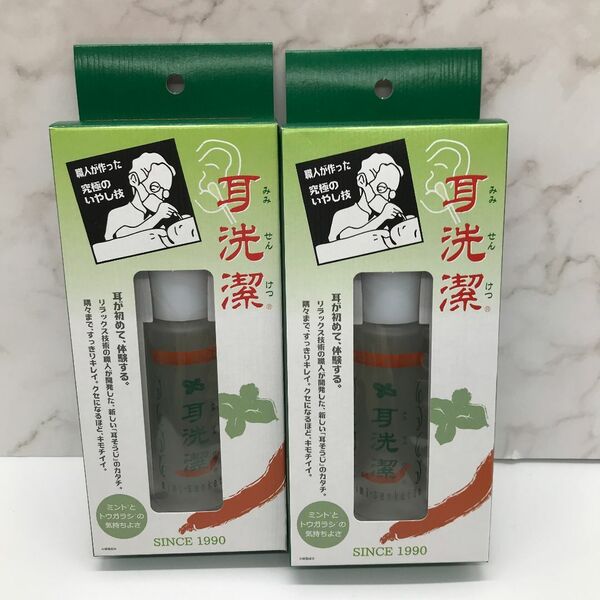 職人が作った
究極の
いやし技
耳洗潔®
みみ
せん
けつ
耳が初めて、体験する。
リラックス技術の職人が開発した、新しい「耳そうじ」のカタチ。
隅々まで、すっきりキレイ。クセになるほど、キモチイイ。
耳洗潔
ミント*と
トウガラシ*の
気持ちよさ
SINCE 1990
職人が作った
究極の
いやし技
耳洗潔®
みみ
せん
けつ
耳が初めて、体験する。
リラックス技術の職人が開発した、新しい「耳そうじ」のカタチ。
隅々まで、すっきりキレイ。クセになるほど、キモチイイ。
耳洗潔
ミント*と
トウガラシ*の
気持ちよさ
SINCE 1990